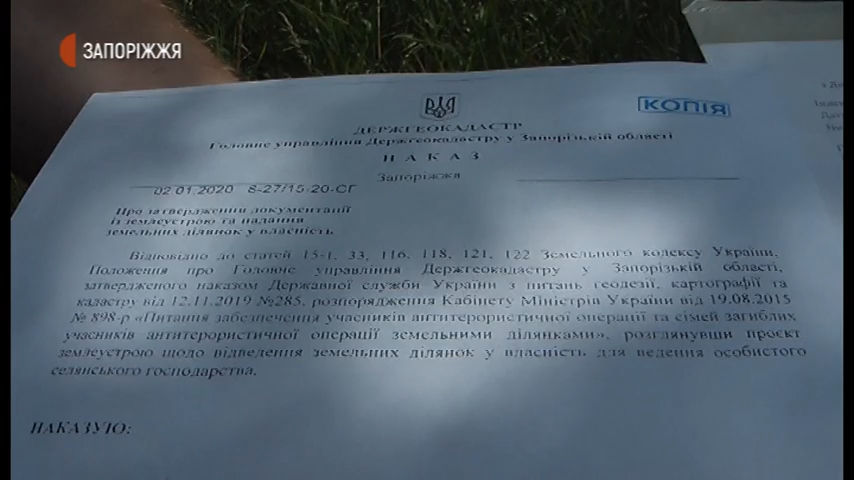 ЗАПОРІЖЖЯ
КОПІЯ
ДЕРЖГЕОКАДАСТР
Головне управління Держгеокадастру у Запорізькій області
НАКАЗ
Запоріжжя
02.01.2020 8-27/15-20-СГ
Про затвердження документації
із землеустрою та надання
земельних ділянок у власність
Відповідно до статей 15-1, 33, 116, 118, 121, 122 Земельного кодексу України,
Положення про Головне управління Держгеокадастру у Запорізькій області,
затвердженого наказом Державної служби України з питань геодезії, картографії та
кадастру від 12.11.2019 №285, розпорядження Кабінету Міністрів України від 19.08.2015
№ 898-р «Питання забезпечення учасників антитерористичної операції та сімей загиблих
учасників антитерористичної операції земельними ділянками», розглянувши проєкт
землеустрою щодо відведення земельних ділянок у власність для ведення особистого
селянського господарства,
НАКАЗУЮ: